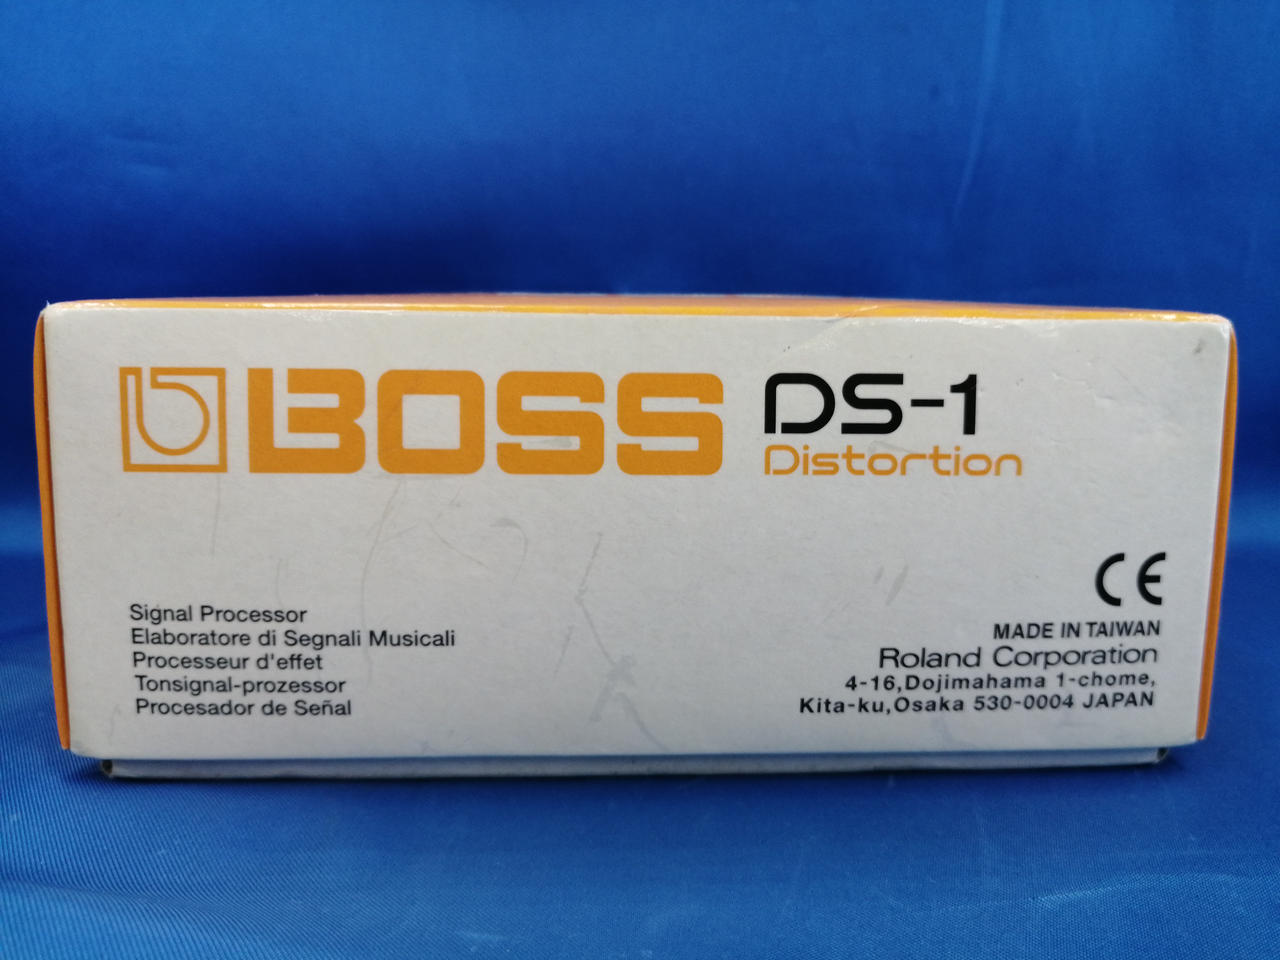 BOSS DS-1
Distortion
Signal Processor
Elaboratore di Segnali Musicali
Processeur d'effet
Tonsignal-prozessor
Procesador de Señal
CE
MADE IN TAIWAN
Roland Corporation
4-16,Dojimahama 1-chome,
Kita-ku,Osaka 530-0004 JAPAN